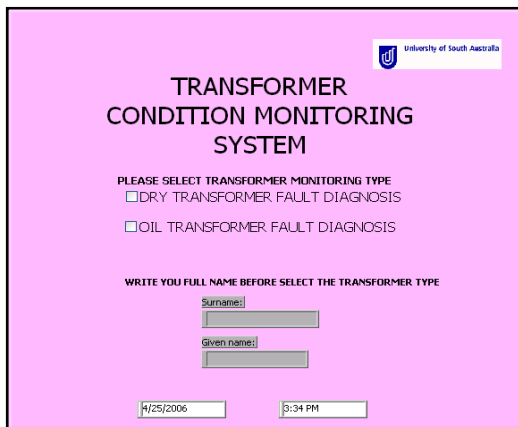 University of South Australia
TRANSFORMER
CONDITION MONITORING
SYSTEM
PLEASE SELECT TRANSFORMER MONITORING TYPE
DRY TRANSFORMER FAULT DIAGNOSIS
OIL TRANSFORMER FAULT DIAGNOSIS
WRITE YOU FULL NAME BEFORE SELECT THE TRANSFORMER TYPE
Surname:
Given name:
4/25/2006 3:34 PM